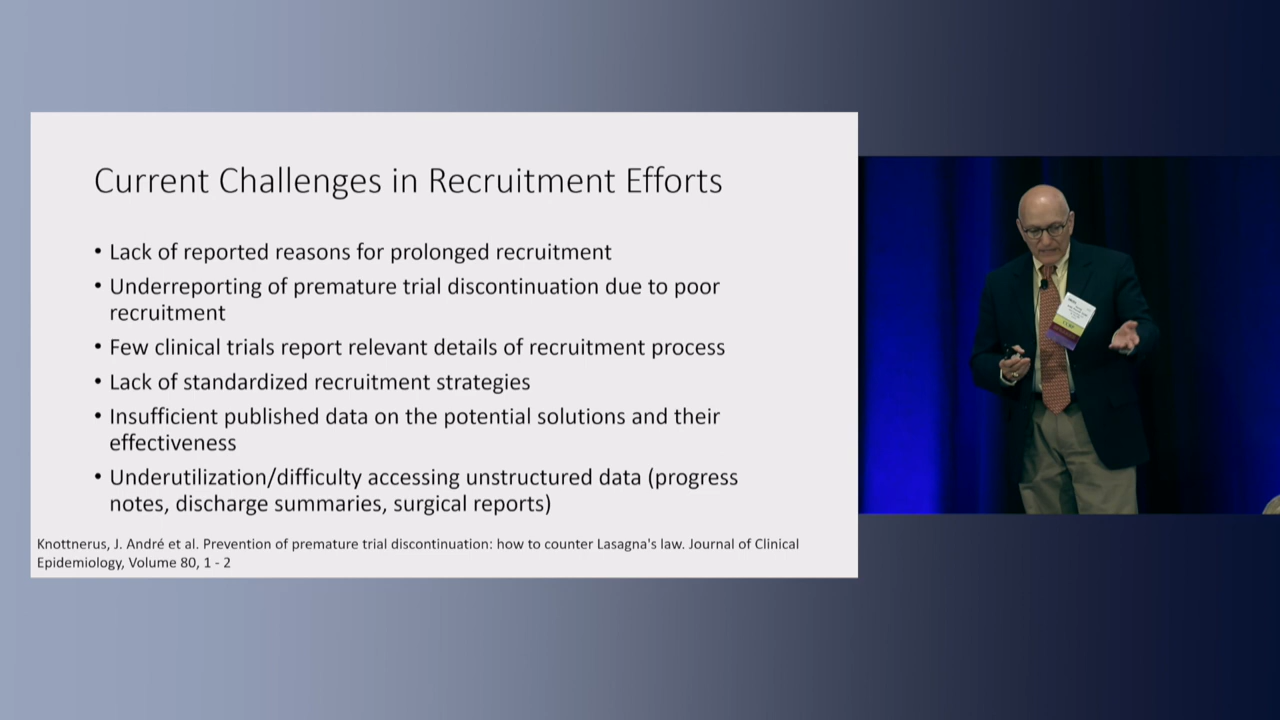 Current Challenges in Recruitment Efforts
• Lack of reported reasons for prolonged recruitment
• Underreporting of premature trial discontinuation due to poor
recruitment
• Few clinical trials report relevant details of recruitment process
• Lack of standardized recruitment strategies
• Insufficient published data on the potential solutions and their
effectiveness
• Underutilization/difficulty accessing unstructured data (progress
notes, discharge summaries, surgical reports)
Knottnerus, J. André et al. Prevention of premature trial discontinuation: how to counter Lasagna's law. Journal of Clinical
Epidemiology, Volume 80, 1 - 2